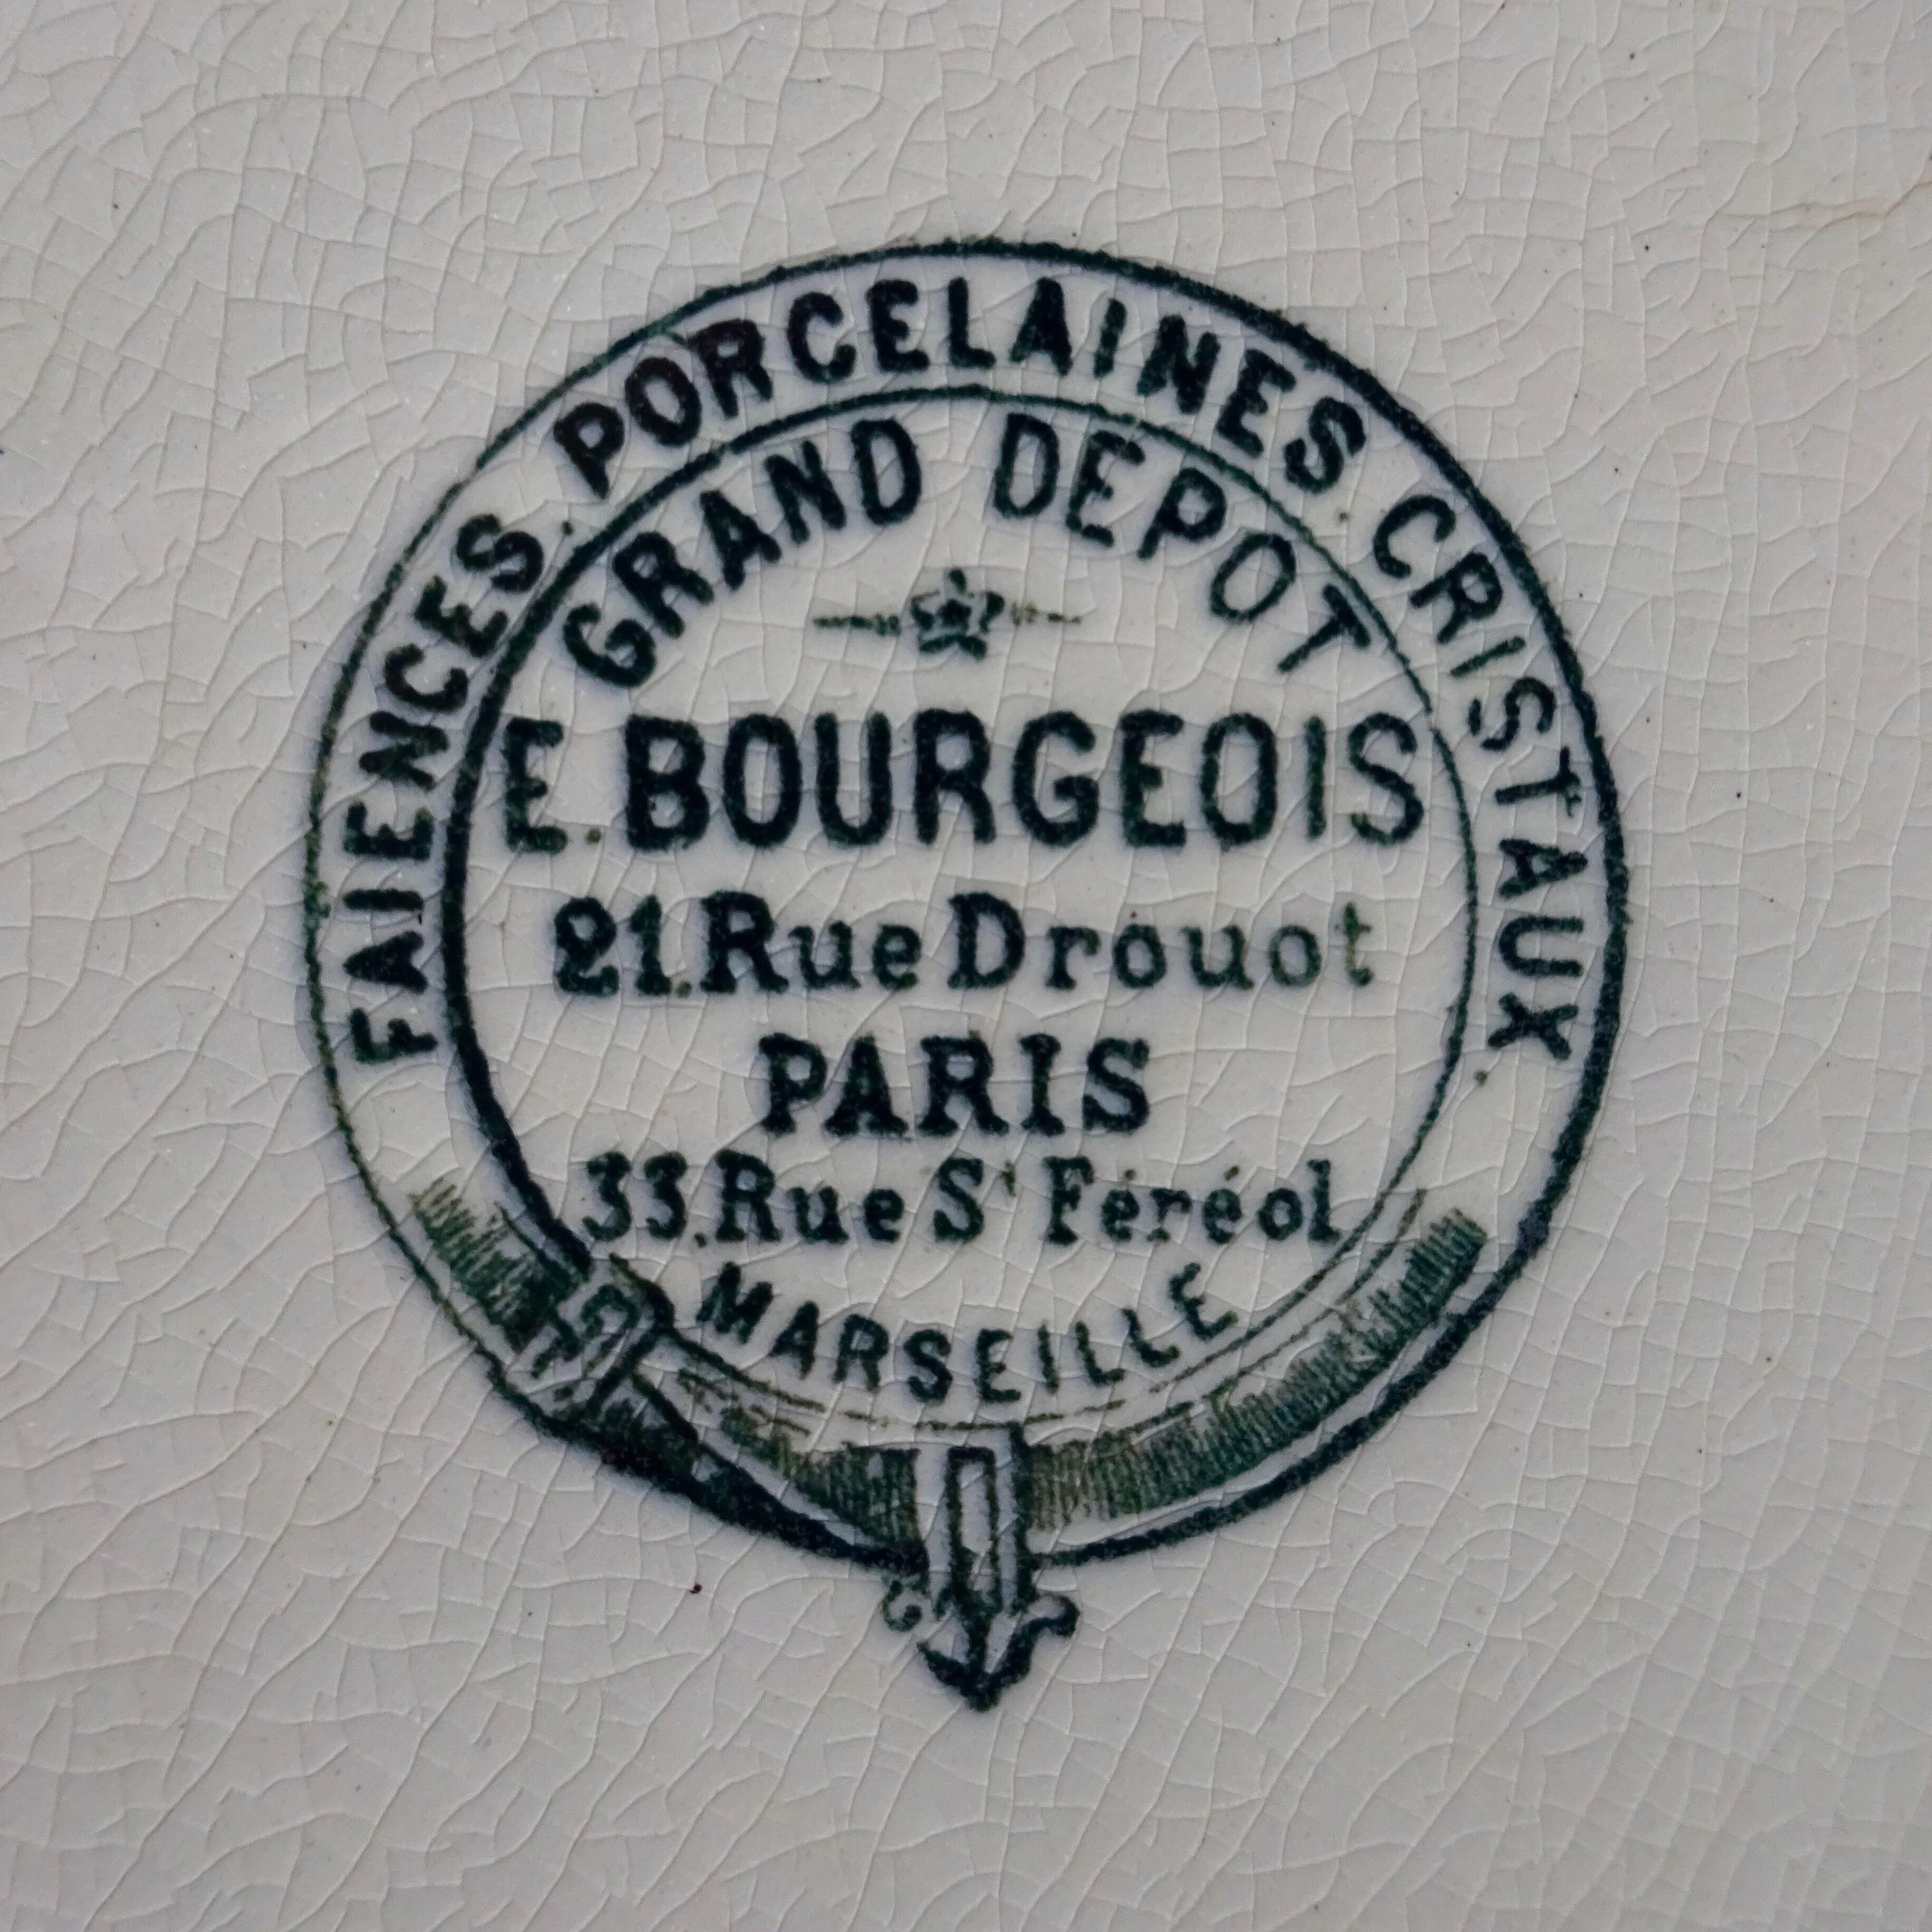 FAIENCES. PORCELAINES. CRISTAUX.
GRAND DEPOT
E. BOURGEOIS
21. Rue Drouot
PARIS
33. Rue St Féréol
MARSEILLE